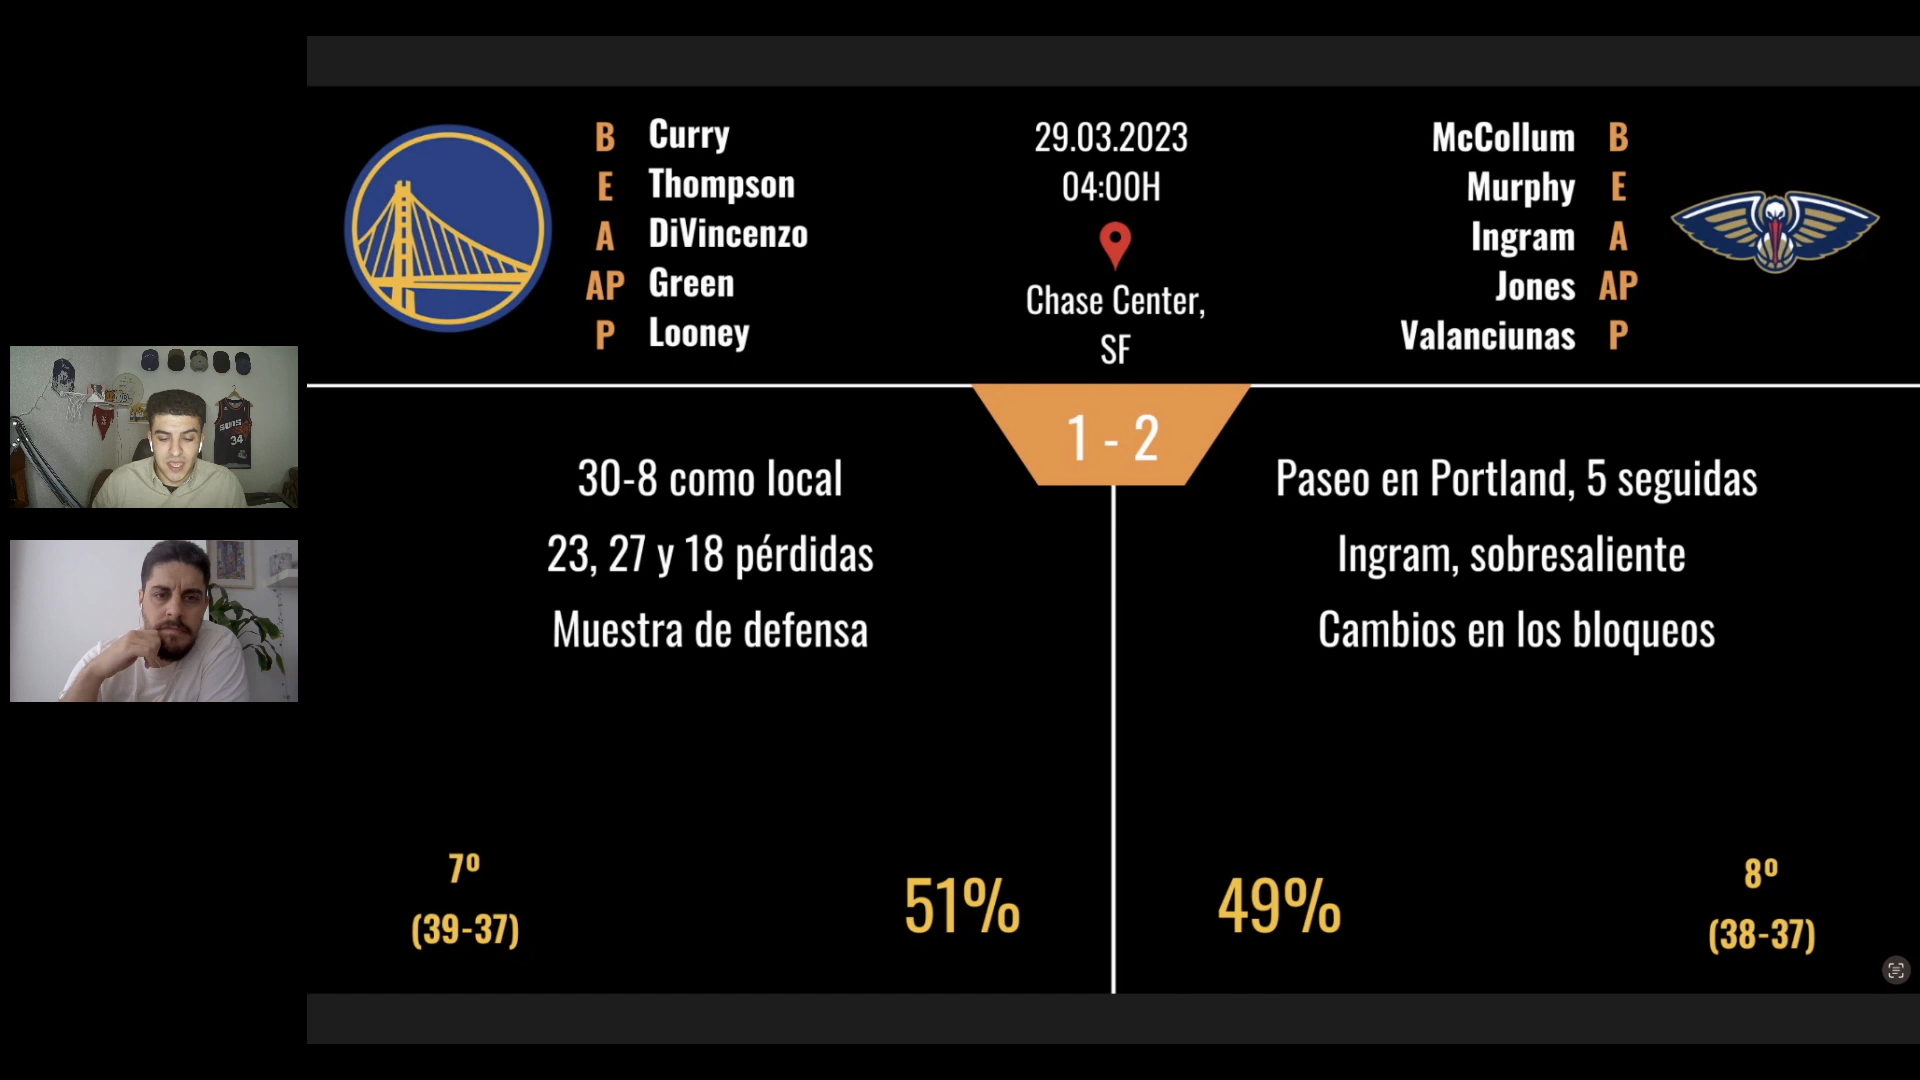 B Curry
E Thompson
A DiVincenzo
AP Green
P Looney
29.03.2023
04:00H
Chase Center,
SF
McCollum B
Murphy E
Ingram A
Jones AP
Valanciunas P
1 - 2
30-8 como local
23, 27 y 18 pérdidas
Muestra de defensa
Paseo en Portland, 5 seguidas
Ingram, sobresaliente
Cambios en los bloqueos
7º
(39-37)
51%
49%
8º
(38-37)
SUNS
34